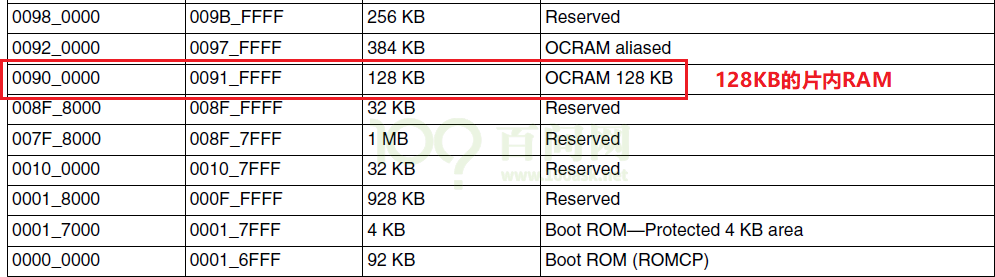 0098_0000 009B_FFFF 256 KB Reserved
0092_0000 0097_FFFF 384 KB OCRAM aliased
0090_0000 0091_FFFF 128 KB OCRAM 128 KB 128KB的片内RAM
008F_8000 008F_FFFF 32 KB Reserved
007F_8000 008F_7FFF 1 MB Reserved
0010_0000 0010_7FFF 32 KB Reserved
0001_8000 000F_FFFF 928 KB Reserved
0001_7000 0001_7FFF 4 KB Boot ROM—Protected 4 KB area
0000_0000 0001_6FFF 92 KB Boot ROM (ROMCP)
百问网